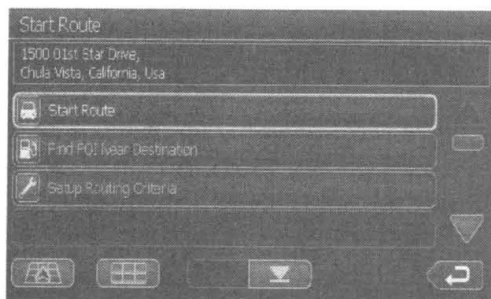 Start Route
1500 01st Star Drive,
Chula Vista, California, Usa
Start Route
Find POI Near Destination
Setup Routing Criteria